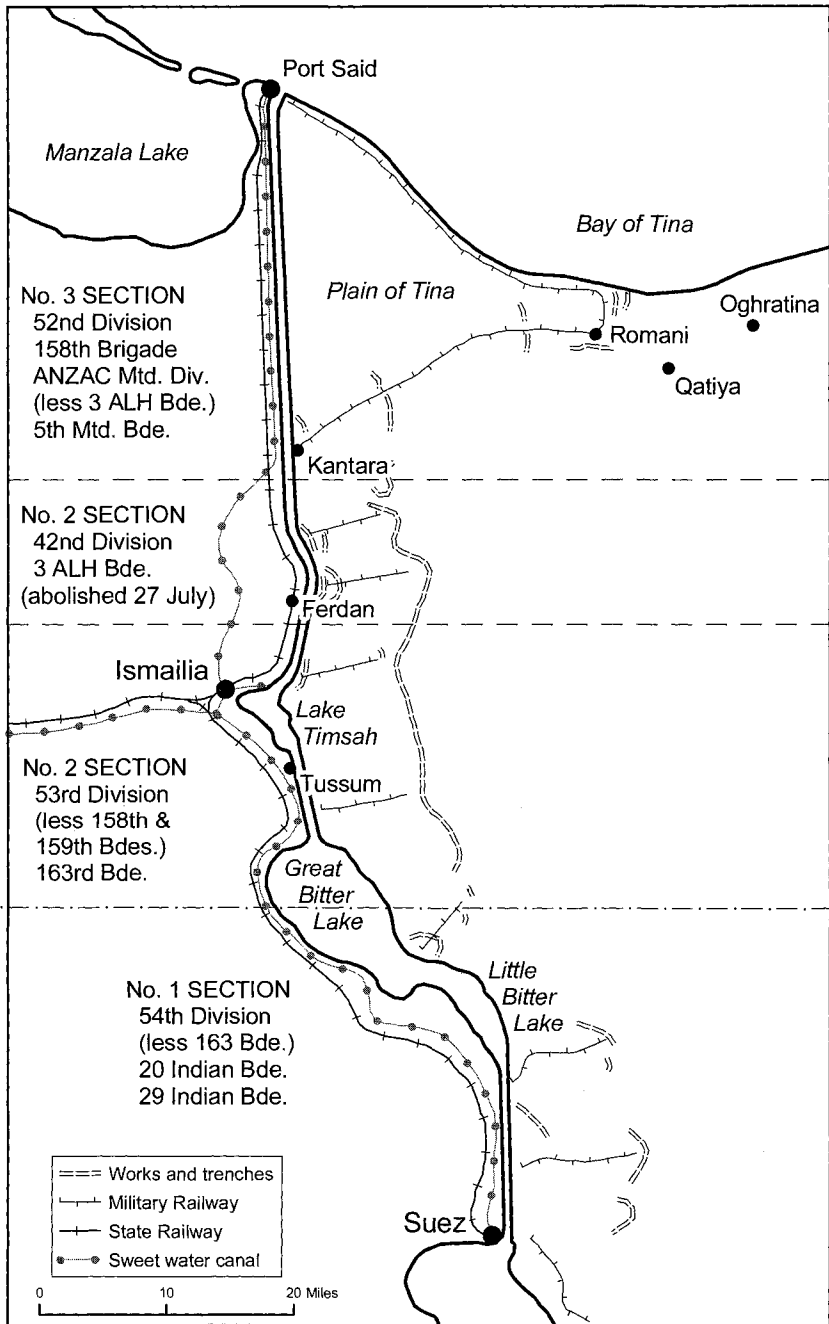 Port Said
Manzala Lake
Bay of Tina
No. 3 SECTION
52nd Division
158th Brigade
ANZAC Mtd. Div.
(less 3 ALH Bde.)
5th Mtd. Bde.
Plain of Tina
Oghratina
Romani
Qatiya
Kantara
No. 2 SECTION
42nd Division
3 ALH Bde.
(abolished 27 July)
Ferdan
Ismailia
Lake
Timsah
No. 2 SECTION
53rd Division
(less 158th &
159th Bdes.)
163rd Bde.
Tussum
Great
Bitter
Lake
No. 1 SECTION
54th Division
(less 163 Bde.)
20 Indian Bde.
29 Indian Bde.
Little
Bitter
Lake
Works and trenches
Military Railway
State Railway
Sweet water canal
Suez
0 10 20 Miles